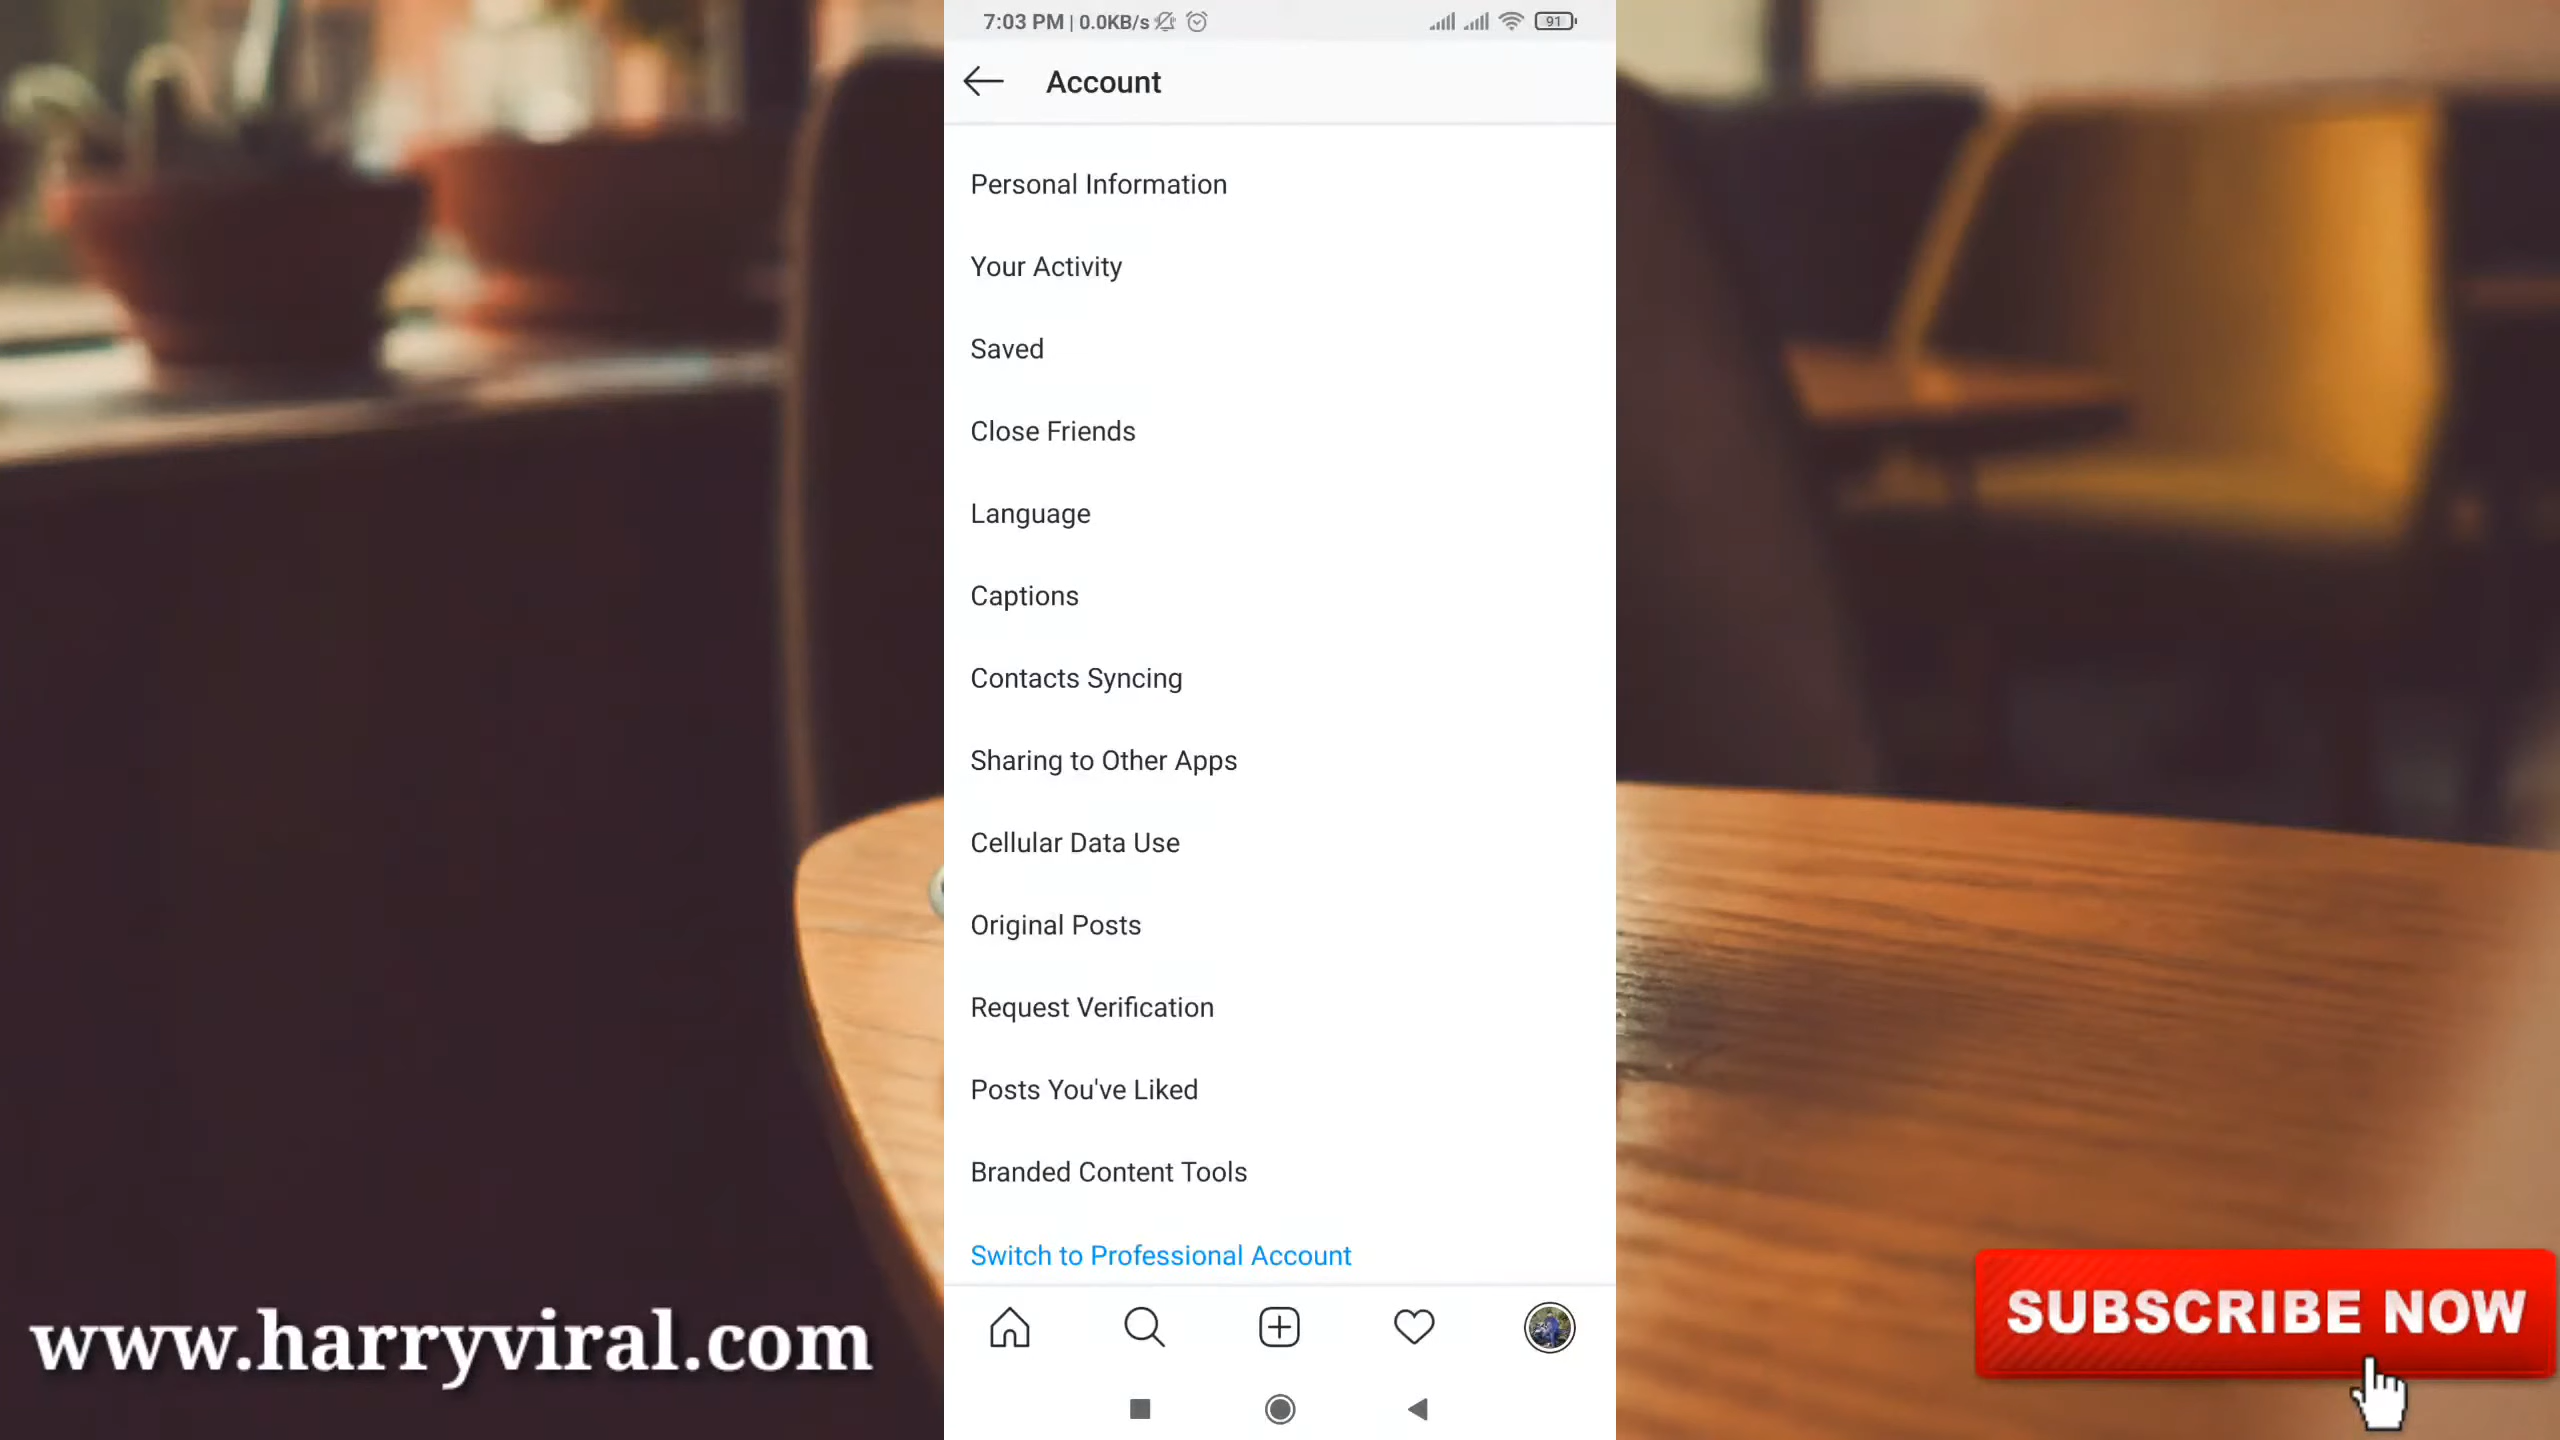 7:03 PM | 0.0KB/s
91
Account
Personal Information
Your Activity
Saved
Close Friends
Language
Captions
Contacts Syncing
Sharing to Other Apps
Cellular Data Use
Original Posts
Request Verification
Posts You've Liked
Branded Content Tools
Switch to Professional Account
www.harryviral.com
SUBSCRIBE NOW